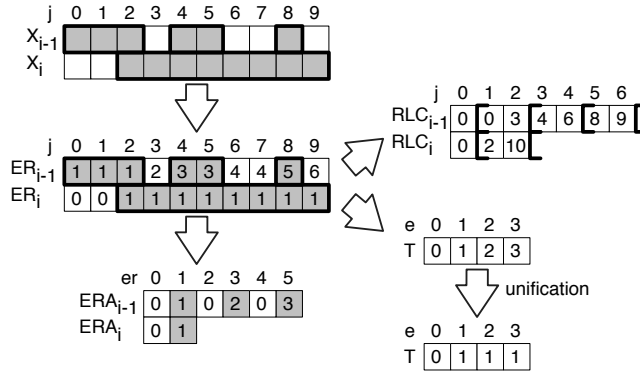 j 0 1 2 3 4 5 6 7 8 9
Xi-1
Xi
j 0 1 2 3 4 5 6
RLCi-1 0 0 3 4 6 8 9
RLCi 0 2 10
j 0 1 2 3 4 5 6 7 8 9
ERi-1 1 1 1 2 3 3 4 4 5 6
ERi 0 0 1 1 1 1 1 1 1 1
e 0 1 2 3
T 0 1 2 3
er 0 1 2 3 4 5
ERAi-1 0 1 0 2 0 3
ERAi 0 1
unification
e 0 1 2 3
T 0 1 1 1